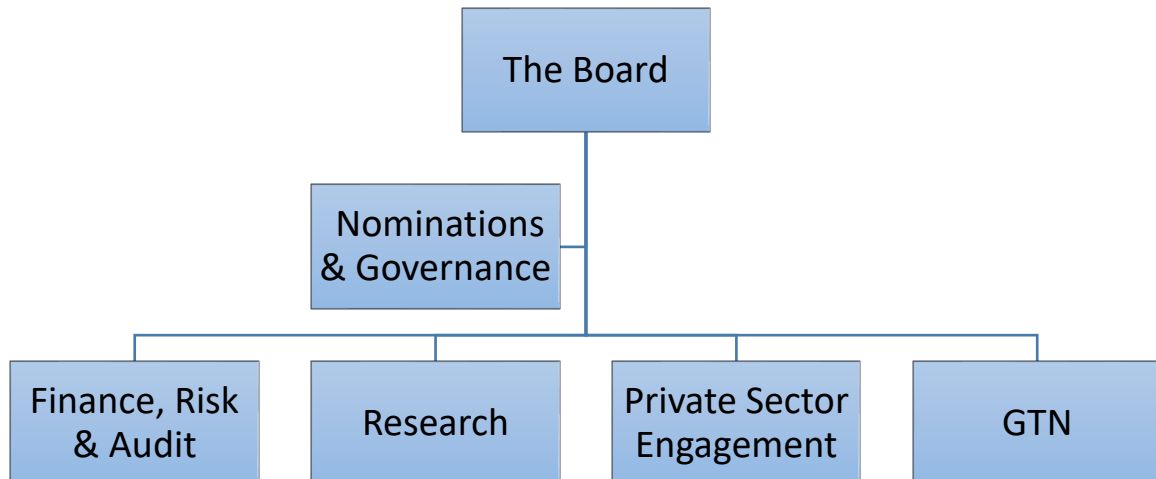 The Board
Nominations
& Governance
Finance, Risk
& Audit
Research
Private Sector
Engagement
GTN